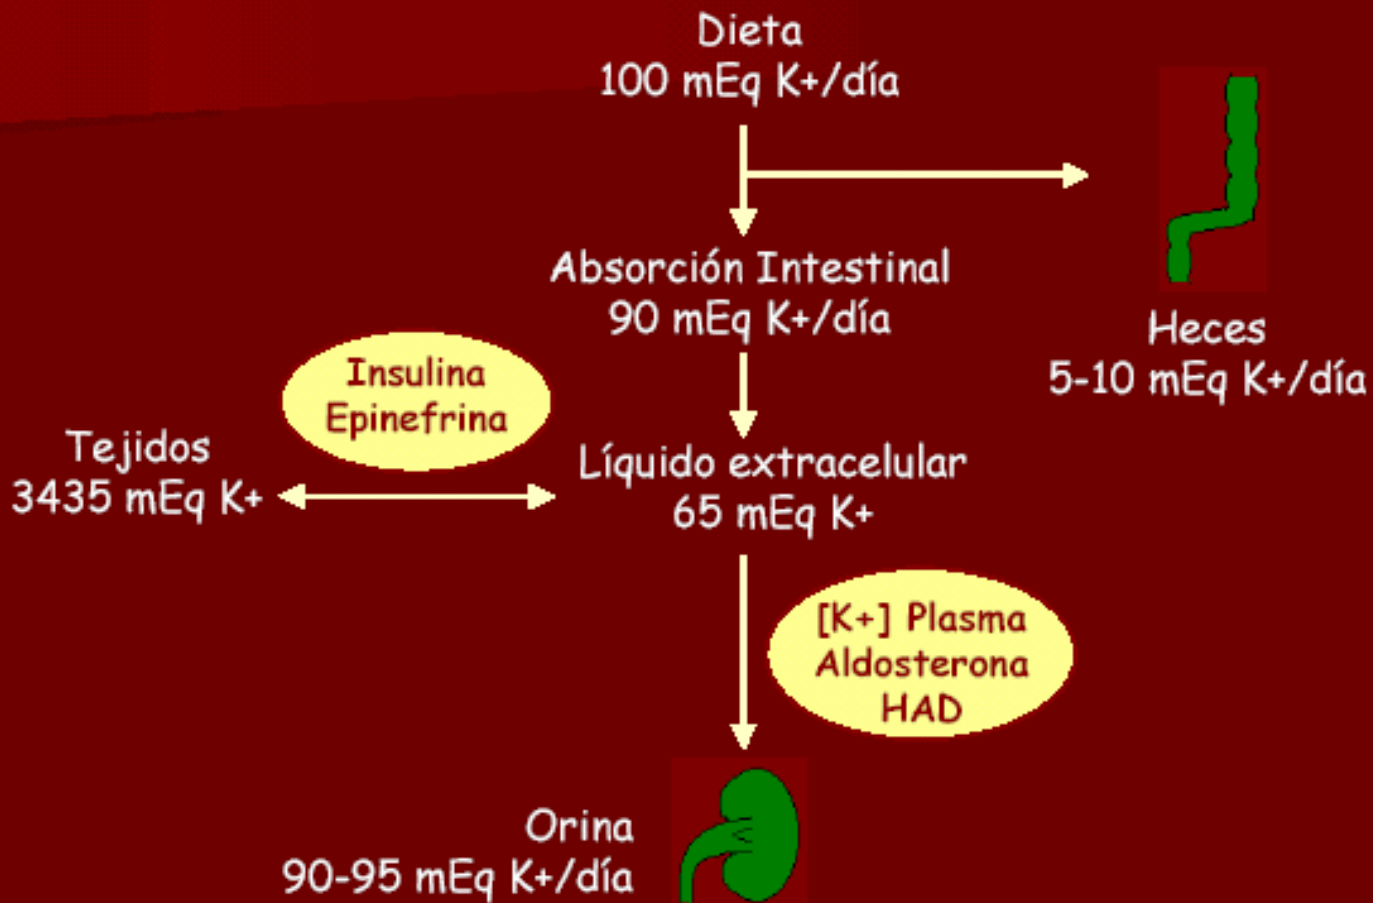 Dieta
100 mEq K+/día
Absorción Intestinal
90 mEq K+/día
Heces
5-10 mEq K+/día
Insulina
Epinefrina
Tejidos
3435 mEq K+
Líquido extracelular
65 mEq K+
[K+] Plasma
Aldosterona
HAD
Orina
90-95 mEq K+/día